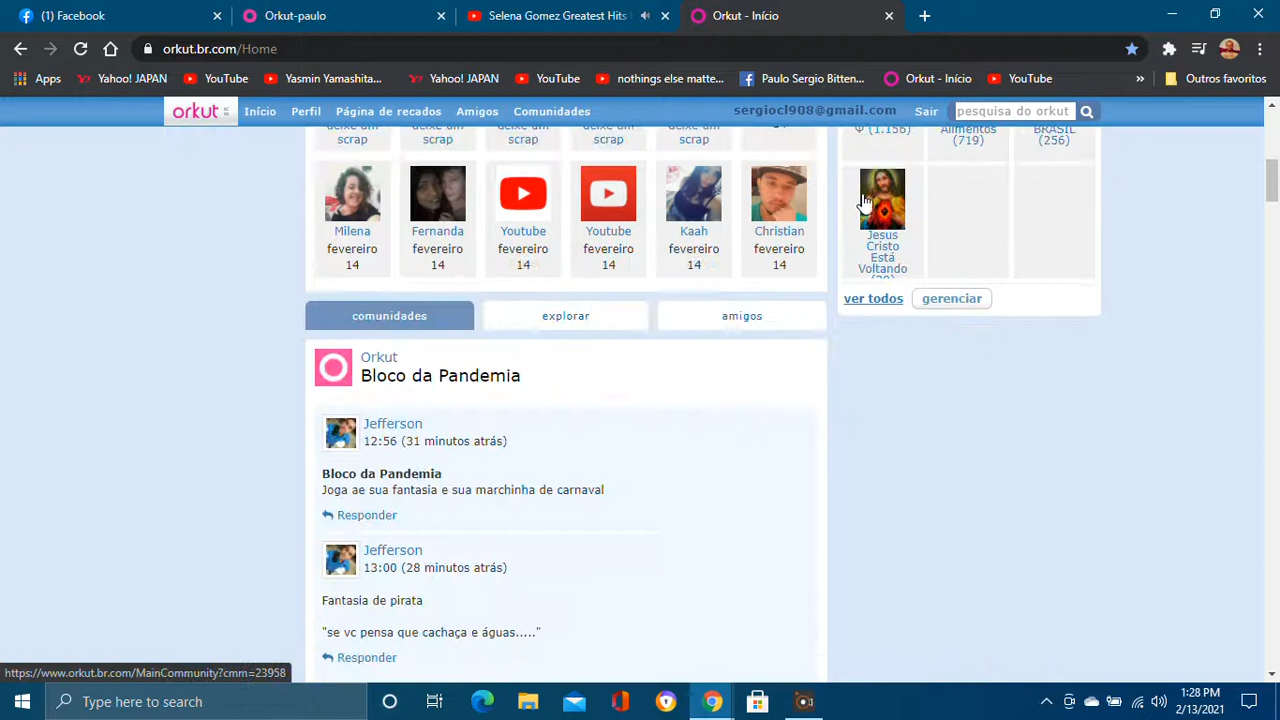 (1) Facebook
Orkut-paulo
Selena Gomez Greatest Hits
Orkut - Início
orkut.br.com/Home
Apps
Yahoo! JAPAN
YouTube
Yasmin Yamashita...
Yahoo! JAPAN
YouTube
nothings else matte...
Paulo Sergio Bitten...
Orkut - Início
YouTube
»
Outros favoritos
orkut
Início
Perfil
Página de recados
Amigos
Comunidades
sergiocl908@gmail.com
Sair
pesquisa do orkut
scrap
scrap
scrap
scrap
scrap
(1.156)
Alimentos
(719)
BRASIL
(256)
Milena
fevereiro
14
Fernanda
fevereiro
14
Youtube
fevereiro
14
Youtube
fevereiro
14
Kaah
fevereiro
14
Christian
fevereiro
14
Jesus
Cristo
Está
Voltando
ver todos
gerenciar
comunidades
explorar
amigos
Orkut
Bloco da Pandemia
Jefferson
12:56 (31 minutos atrás)
Bloco da Pandemia
Joga ae sua fantasia e sua marchinha de carnaval
Responder
Jefferson
13:00 (28 minutos atrás)
Fantasia de pirata
"se vc pensa que cachaça e águas....."
Responder
https://www.orkut.br.com/MainCommunity?cmm=23958
Type here to search
1:28 PM
2/13/2021